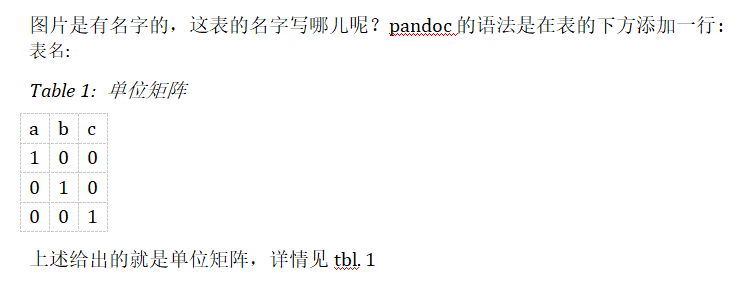 图片是有名字的，这表的名字写哪儿呢？pandoc 的语法是在表的下方添加一行：
表名:
Table 1: 单位矩阵
a b c
1 0 0
0 1 0
0 0 1
上述给出的就是单位矩阵，详情见 tbl. 1